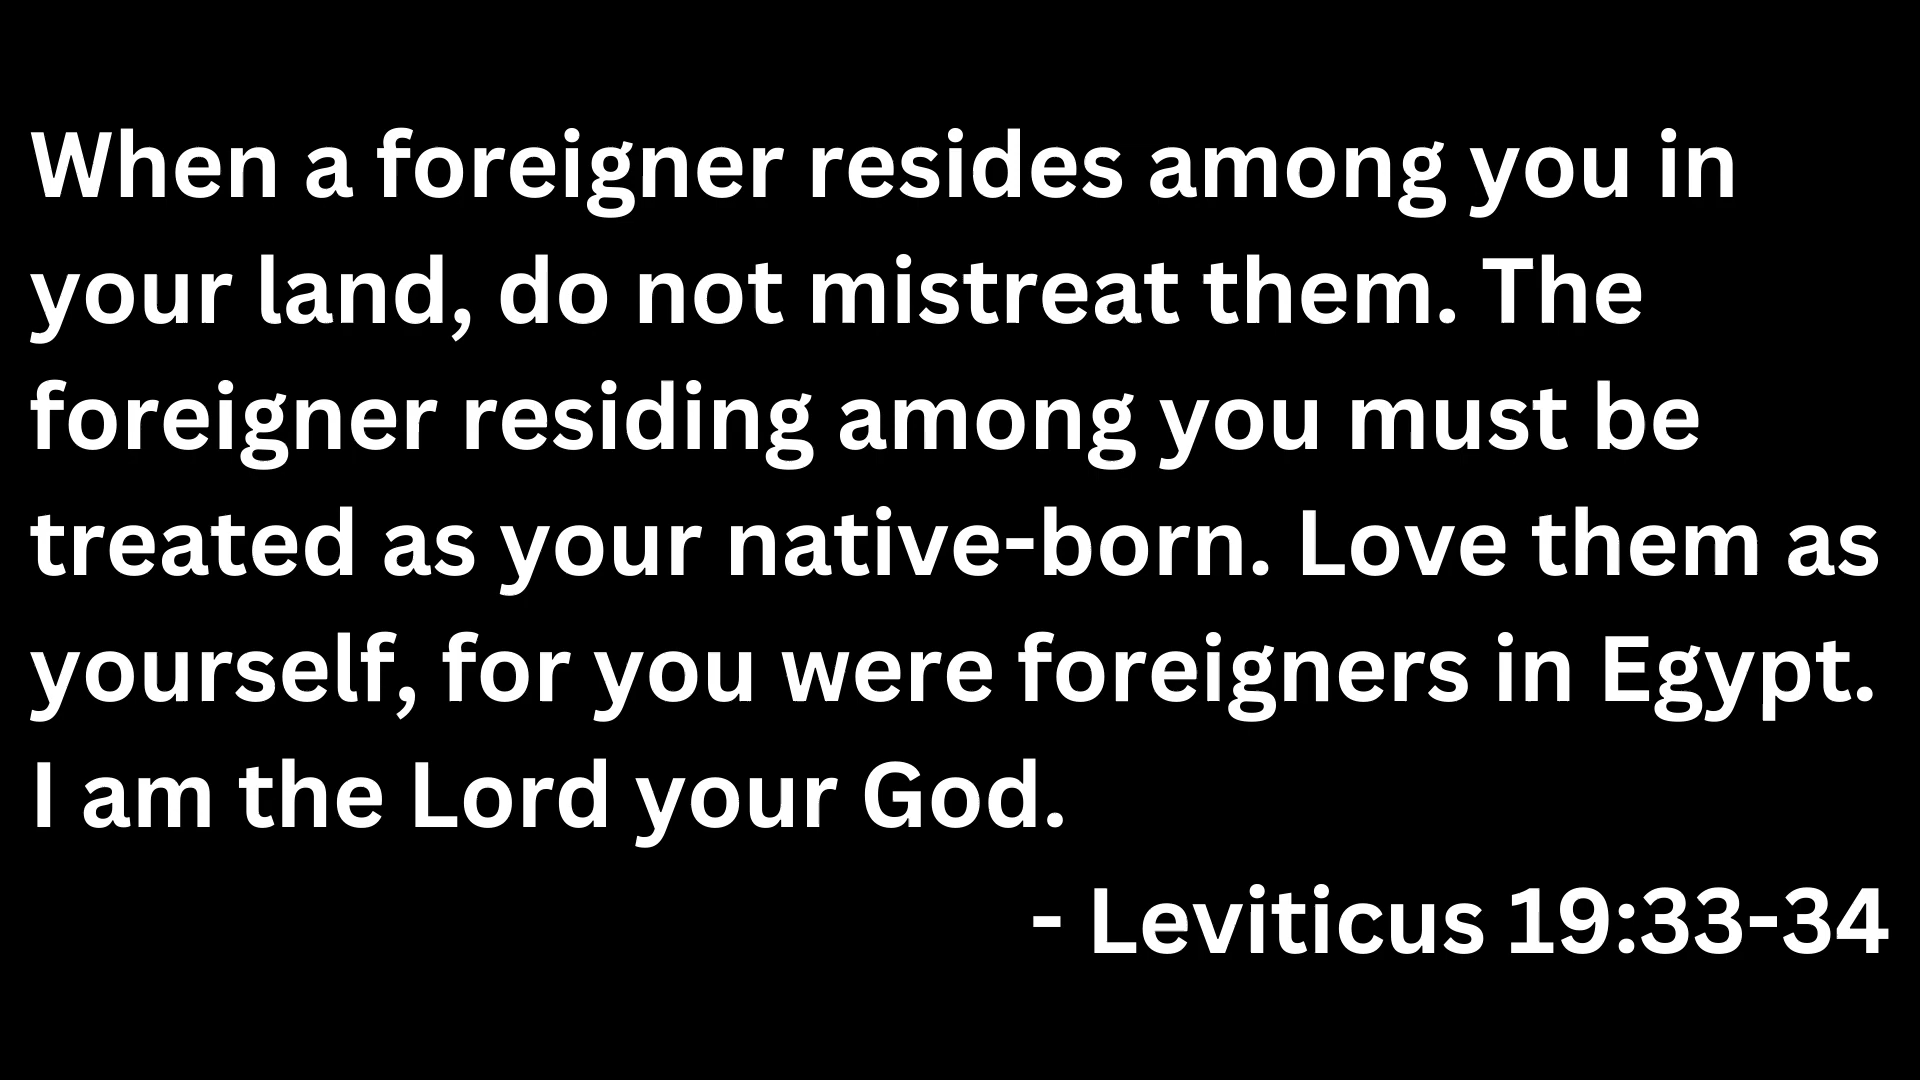 When a foreigner resides among you in
your land, do not mistreat them. The
foreigner residing among you must be
treated as your native-born. Love them as
yourself, for you were foreigners in Egypt.
I am the Lord your God.
- Leviticus 19:33-34